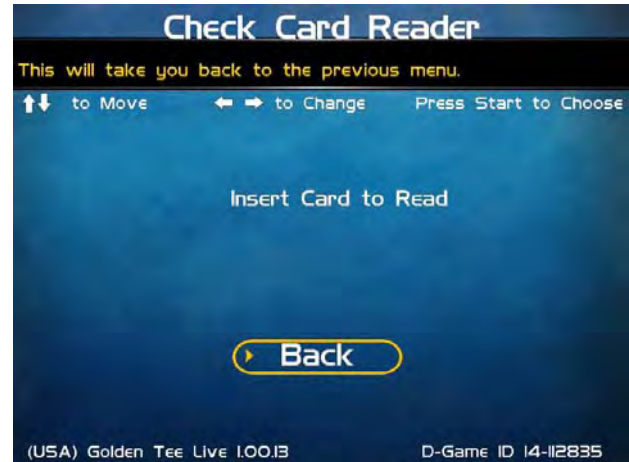 Check Card Reader
This will take you back to the previous menu.
to Move to Change Press Start to Choose
Insert Card to Read
Back
(USA) Golden Tee Live 1.00.13 D-Game ID 14-112835